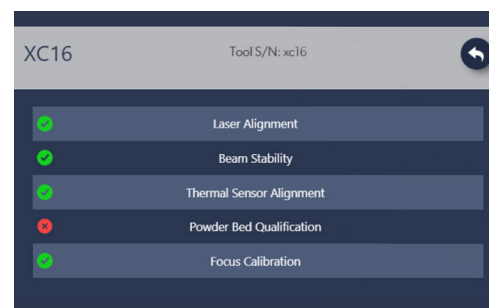 XC16
Tool S/N: xc16
Laser Alignment
Beam Stability
Thermal Sensor Alignment
Powder Bed Qualification
Focus Calibration